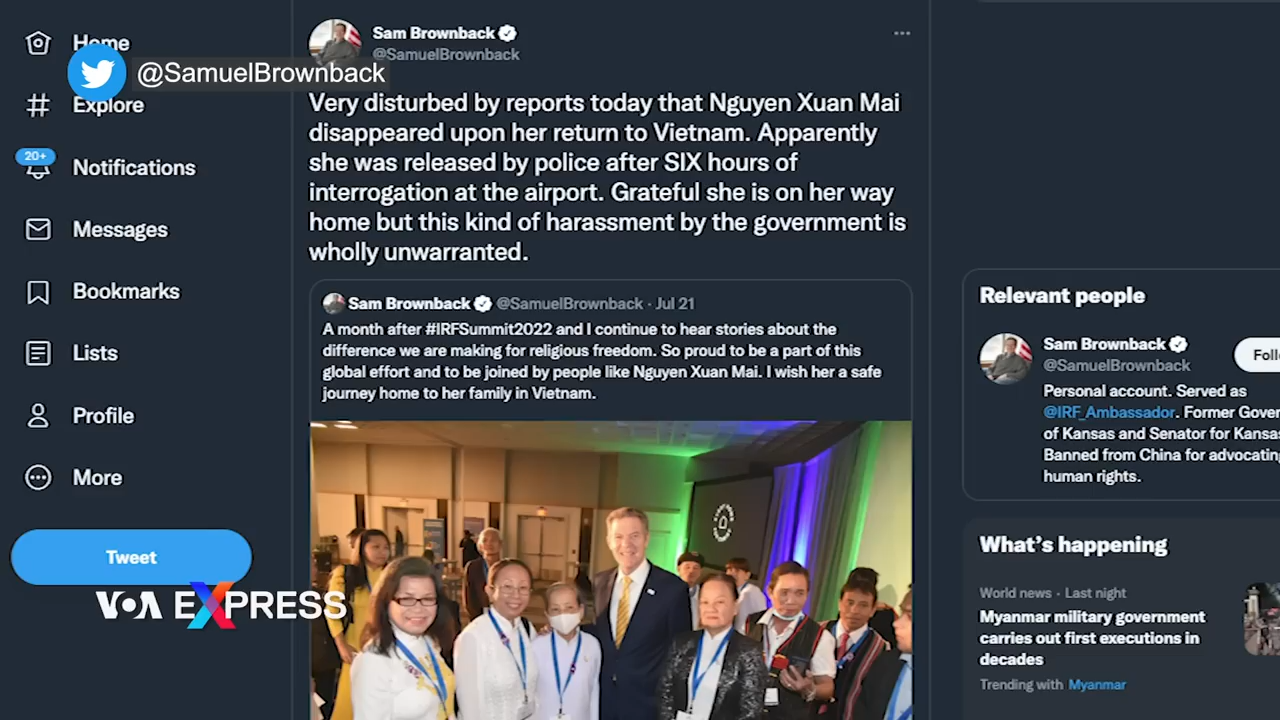 Home
@SamuelBrownback
Explore
20+
Notifications
Messages
Bookmarks
Lists
Profile
More
Tweet
VOA EXPRESS
Sam Brownback
@SamuelBrownback
Very disturbed by reports today that Nguyen Xuan Mai
disappeared upon her return to Vietnam. Apparently
she was released by police after SIX hours of
interrogation at the airport. Grateful she is on her way
home but this kind of harassment by the government is
wholly unwarranted.
Sam Brownback @SamuelBrownback · Jul 21
A month after #IRFSummit2022 and I continue to hear stories about the
difference we are making for religious freedom. So proud to be a part of this
global effort and to be joined by people like Nguyen Xuan Mai. I wish her a safe
journey home to her family in Vietnam.
Relevant people
Sam Brownback
@SamuelBrownback
Follo
Personal account. Served as
@IRF_Ambassador. Former Gover
of Kansas and Senator for Kansa
Banned from China for advocating
human rights.
What's happening
World news · Last night
Myanmar military government
carries out first executions in
decades
Trending with Myanmar